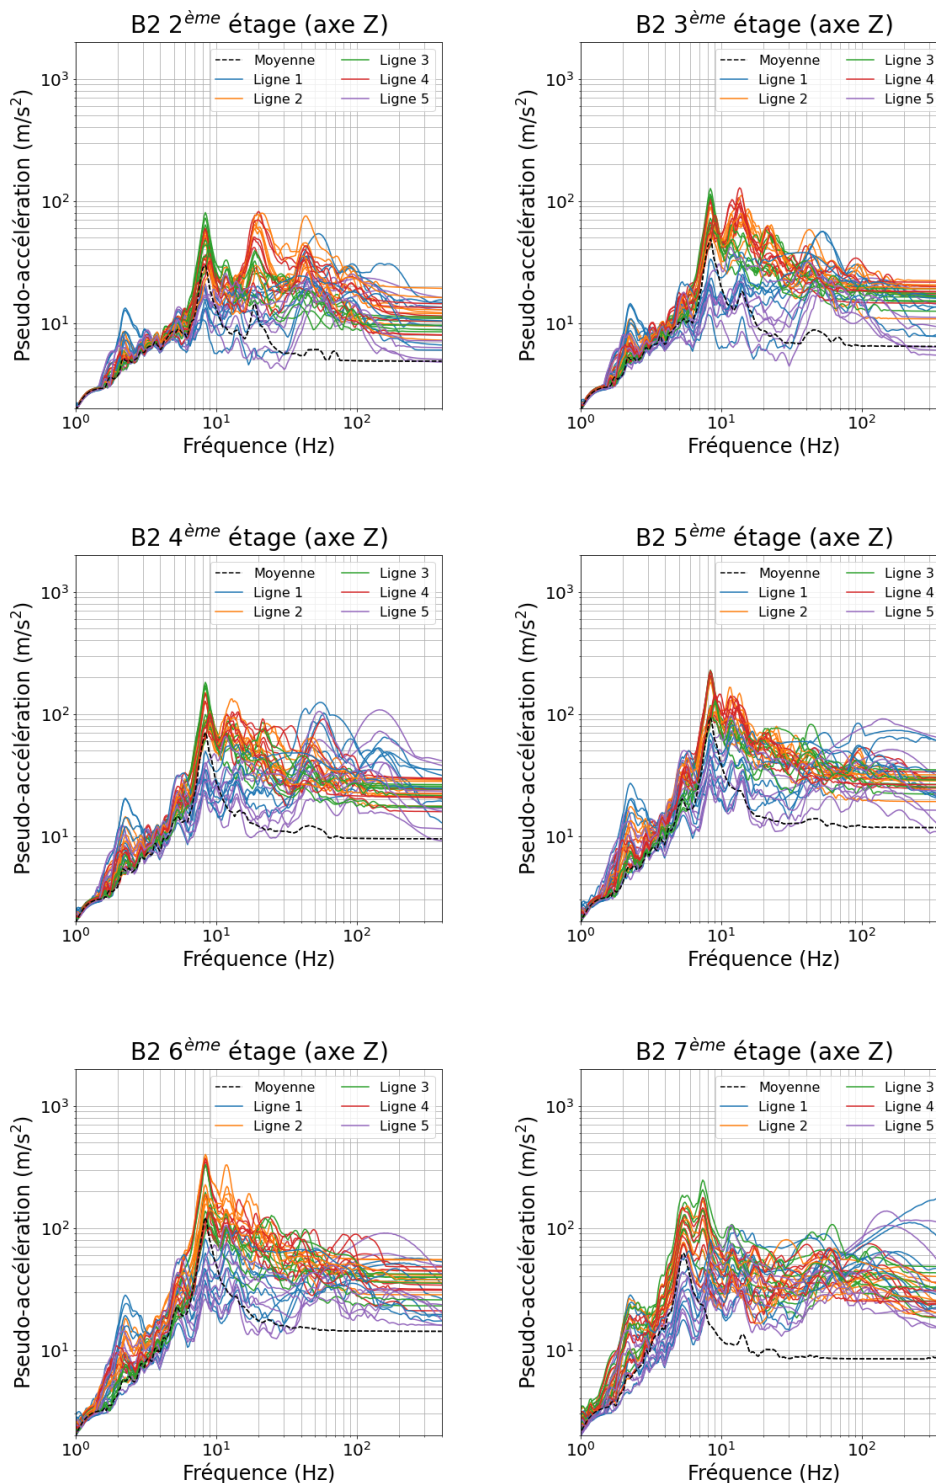 B2 2ème étage (axe Z)
Pseudo-accélération (m/s²)
10³
10²
10¹
Moyenne
Ligne 1
Ligne 2
Ligne 3
Ligne 4
Ligne 5
10⁰ 10¹ 10²
Fréquence (Hz)
B2 3ème étage (axe Z)
Pseudo-accélération (m/s²)
10³
10²
10¹
Moyenne
Ligne 1
Ligne 2
Ligne 3
Ligne 4
Ligne 5
10⁰ 10¹ 10²
Fréquence (Hz)
B2 4ème étage (axe Z)
Pseudo-accélération (m/s²)
10³
10²
10¹
Moyenne
Ligne 1
Ligne 2
Ligne 3
Ligne 4
Ligne 5
10⁰ 10¹ 10²
Fréquence (Hz)
B2 5ème étage (axe Z)
Pseudo-accélération (m/s²)
10³
10²
10¹
Moyenne
Ligne 1
Ligne 2
Ligne 3
Ligne 4
Ligne 5
10⁰ 10¹ 10²
Fréquence (Hz)
B2 6ème étage (axe Z)
Pseudo-accélération (m/s²)
10³
10²
10¹
Moyenne
Ligne 1
Ligne 2
Ligne 3
Ligne 4
Ligne 5
10⁰ 10¹ 10²
Fréquence (Hz)
B2 7ème étage (axe Z)
Pseudo-accélération (m/s²)
10³
10²
10¹
Moyenne
Ligne 1
Ligne 2
Ligne 3
Ligne 4
Ligne 5
10⁰ 10¹ 10²
Fréquence (Hz)